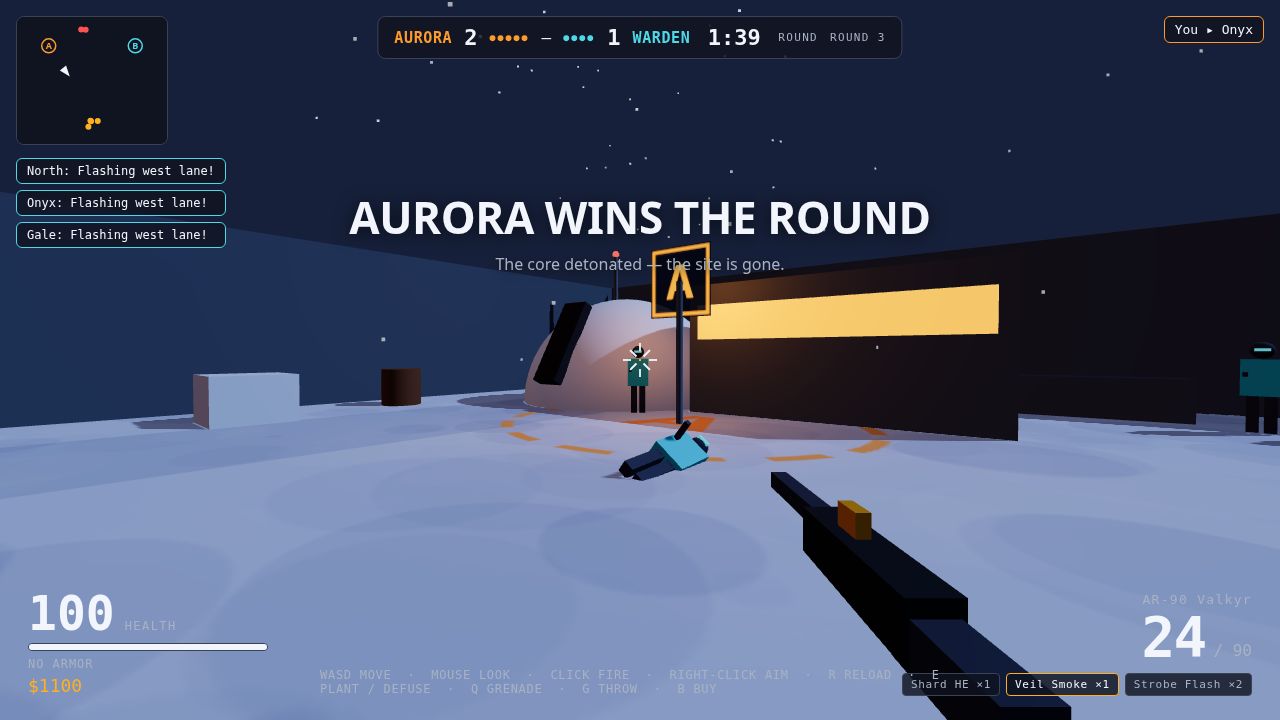 A
B
AURORA 2 ●●●●● — ●●●● 1 WARDEN 1:39 ROUND ROUND 3
You ▸ Onyx
North: Flashing west lane!
Onyx: Flashing west lane!
Gale: Flashing west lane!
AURORA WINS THE ROUND
The core detonated — the site is gone.
A
100 HEALTH
NO ARMOR
$1100
WASD MOVE · MOUSE LOOK · CLICK FIRE · RIGHT-CLICK AIM · R RELOAD · E
PLANT / DEFUSE · Q GRENADE · G THROW · B BUY
AR-90 Valkyr
24 / 90
Shard HE ×1
Veil Smoke ×1
Strobe Flash ×2